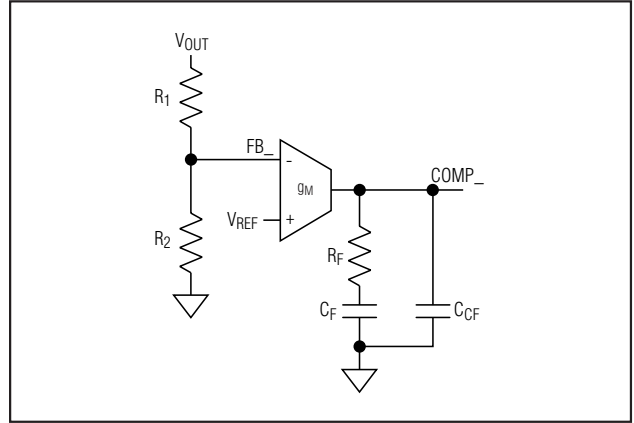 VOUT
R1
FB_
-
gM
COMP_
VREF
+
R2
RF
CF
CCF